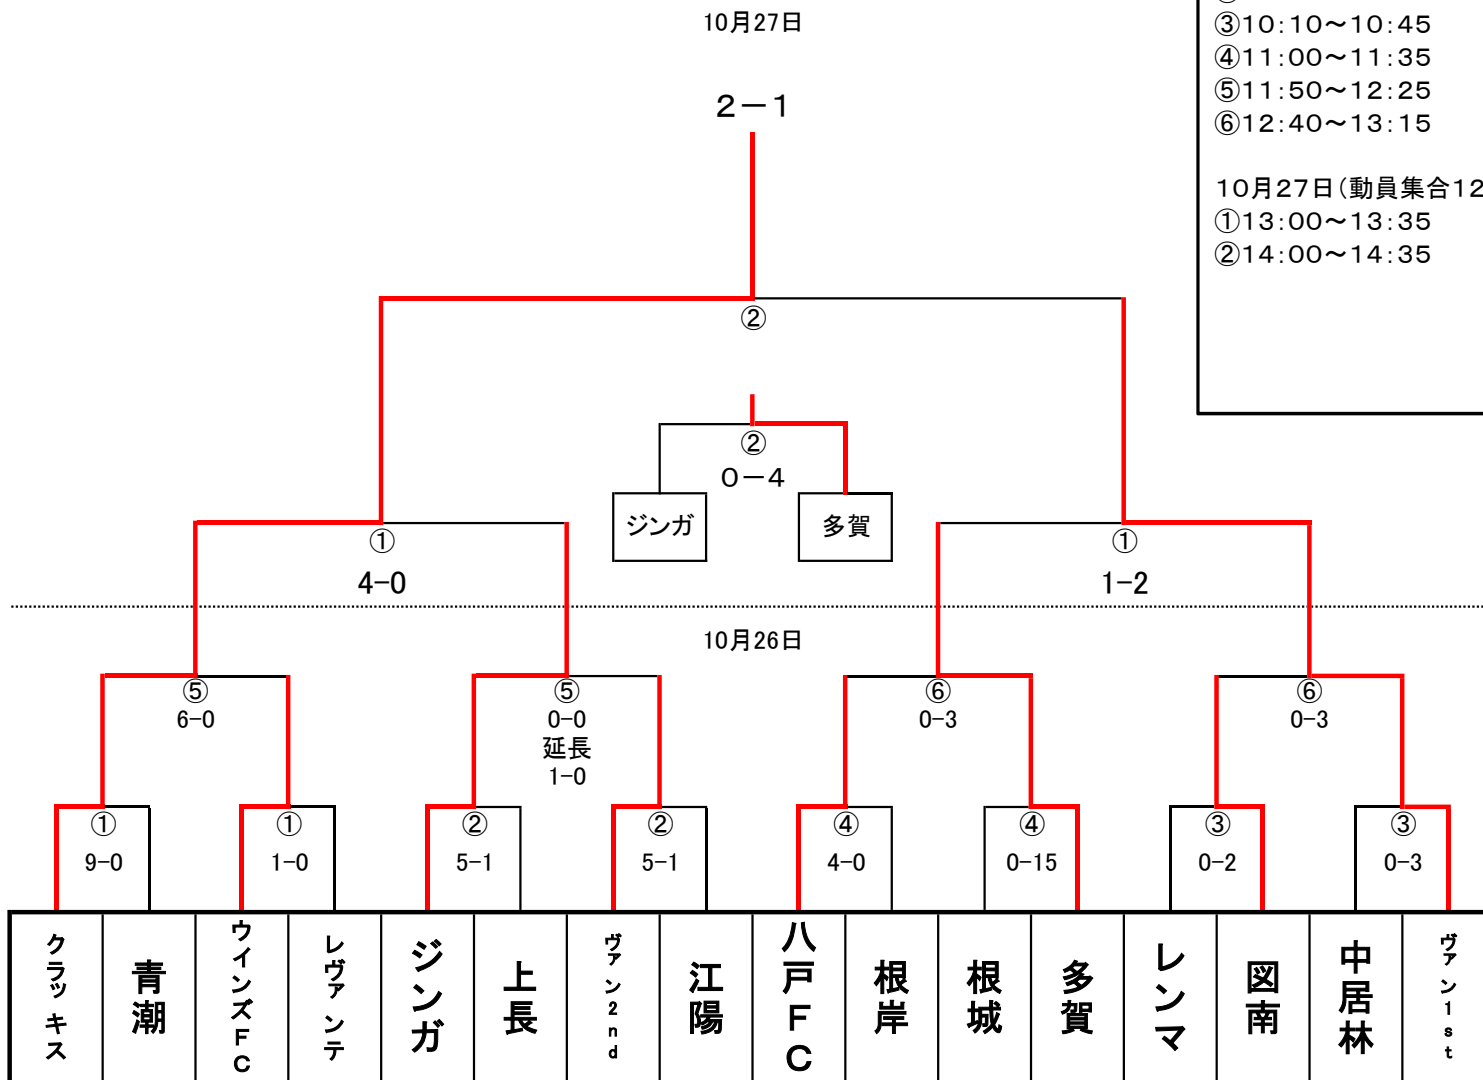 10月27日
③10:10～10:45
④11:00～11:35
⑤11:50～12:25
⑥12:40～13:15
10月27日(動員集合12
①13:00～13:35
②14:00～14:35
2－1
②
②
0－4
ジンガ
多賀
①
4-0
①
1-2
10月26日
⑤
6-0
⑤
0-0
延長
1-0
⑥
0-3
⑥
0-3
①
9-0
①
1-0
②
5-1
②
5-1
④
4-0
④
0-15
③
0-2
③
0-3
クラッキス
青潮
ウインズFC
レヴァンテ
ジンガ
上長
ヴァン2nd
江陽
八戸FC
根岸
根城
多賀
レンマ
図南
中居林
ヴァン1st